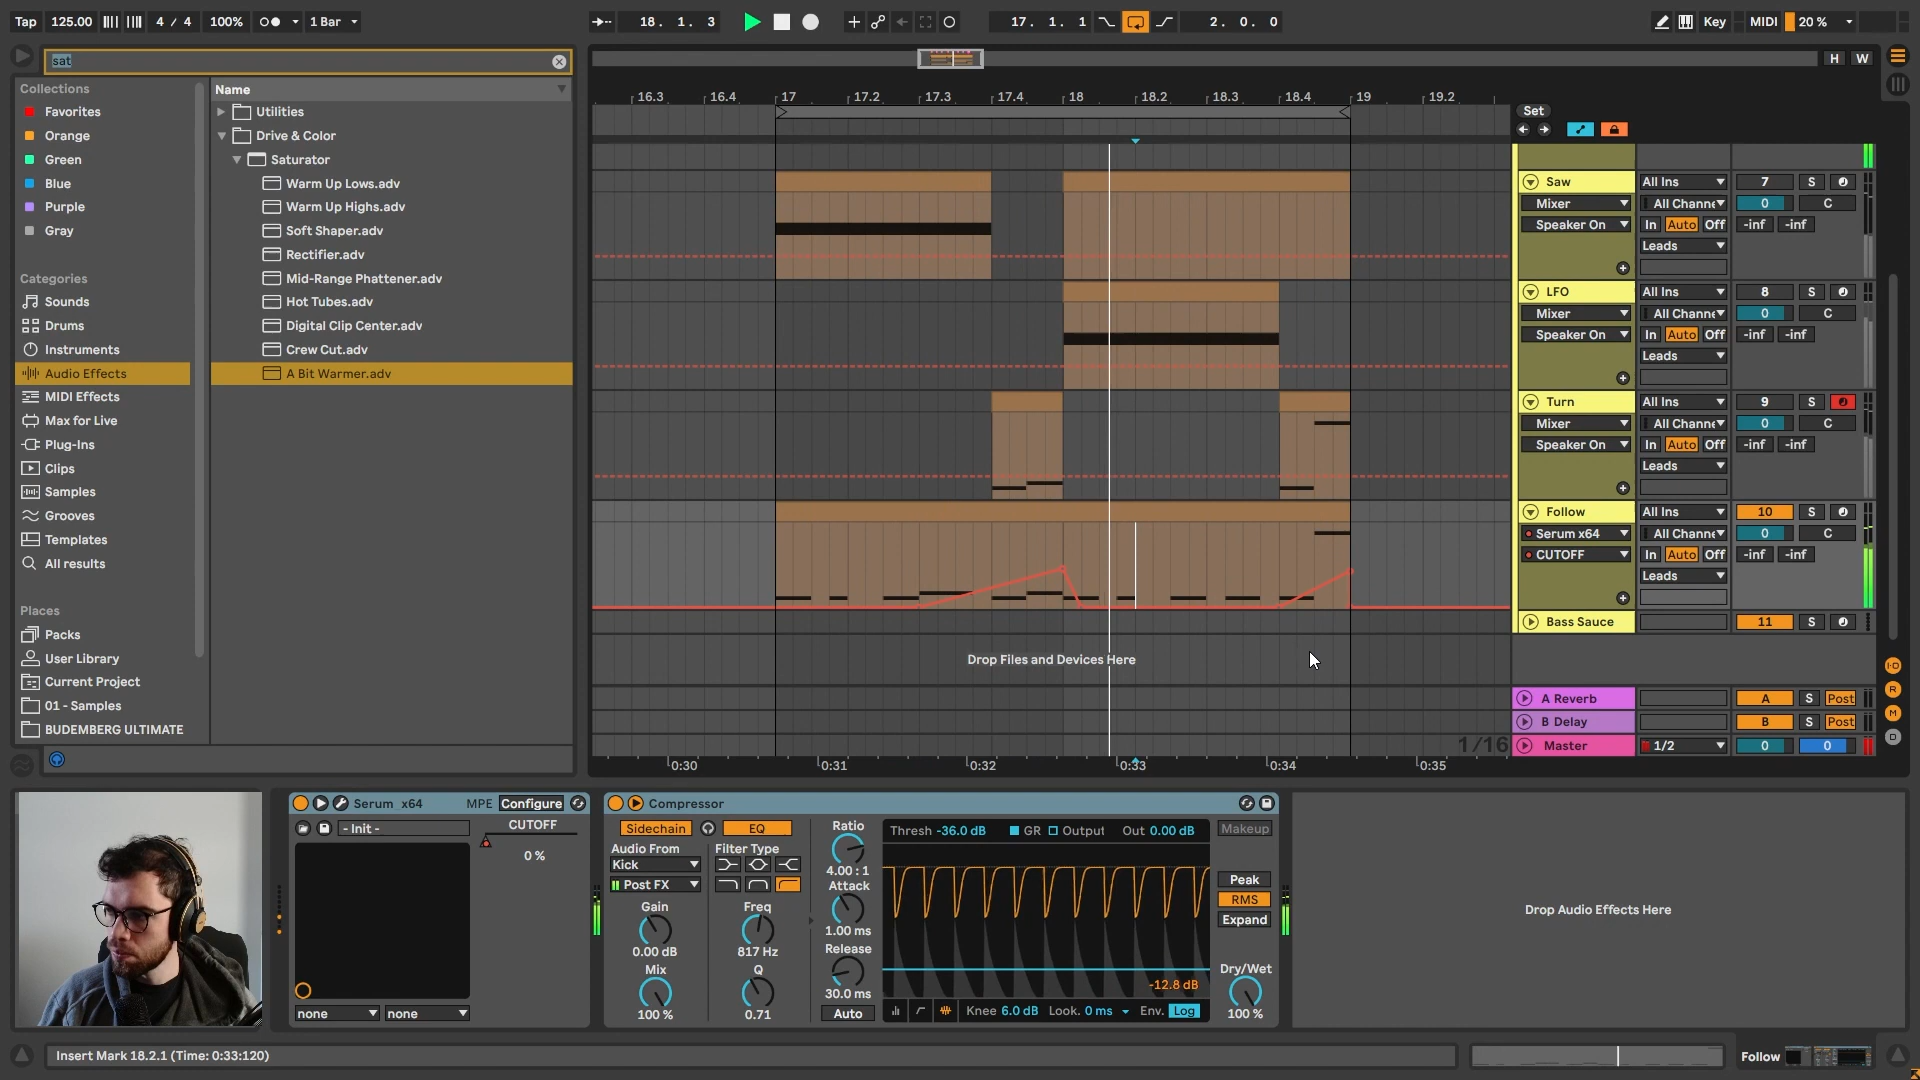 Tap 125.00 4 / 4 100% 1 Bar 18. 1. 3 17. 1. 1 2. 0. 0 Key MIDI 20 %
sat
H W
Collections
Favorites
Orange
Green
Blue
Purple
Gray
Categories
Sounds
Drums
Instruments
Audio Effects
MIDI Effects
Max for Live
Plug-Ins
Clips
Samples
Grooves
Templates
All results
Places
Packs
User Library
Current Project
01 - Samples
BUDEMBERG ULTIMATE
Name
Utilities
Drive & Color
Saturator
Warm Up Lows.adv
Warm Up Highs.adv
Soft Shaper.adv
Rectifier.adv
Mid-Range Phattener.adv
Hot Tubes.adv
Digital Clip Center.adv
Crew Cut.adv
A Bit Warmer.adv
16.3 16.4 17 17.2 17.3 17.4 18 18.2 18.3 18.4 19 19.2
Set
Saw All Ins 7 S
Mixer All Channe 0 C
Speaker On In Auto Off -inf -inf
Leads
LFO All Ins 8 S
Mixer All Channe 0 C
Speaker On In Auto Off -inf -inf
Leads
Turn All Ins 9 S
Mixer All Channe 0 C
Speaker On In Auto Off -inf -inf
Leads
Follow All Ins 10 S
Serum x64 All Channe 0 C
CUTOFF In Auto Off -inf -inf
Leads
Bass Sauce 11 S
Drop Files and Devices Here
A Reverb A S Post
B Delay B S Post
1/16
Master 1/2 0 0
0:30 0:31 0:32 0:33 0:34 0:35
I·O
R
M
D
Serum x64 MPE Configure
- Init -
CUTOFF
0 %
none none
Compressor
Sidechain EQ
Audio From Filter Type
Kick
Post FX
Gain Freq
0.00 dB 817 Hz
Mix Q
100 % 0.71
Ratio
4.00 : 1
Attack
1.00 ms
Release
30.0 ms
Auto
Thresh -36.0 dB GR Output Out 0.00 dB
-12.8 dB
Knee 6.0 dB Look. 0 ms Env. Log
Makeup
Peak
RMS
Expand
Dry/Wet
100 %
Drop Audio Effects Here
Insert Mark 18.2.1 (Time: 0:33:120)
Follow